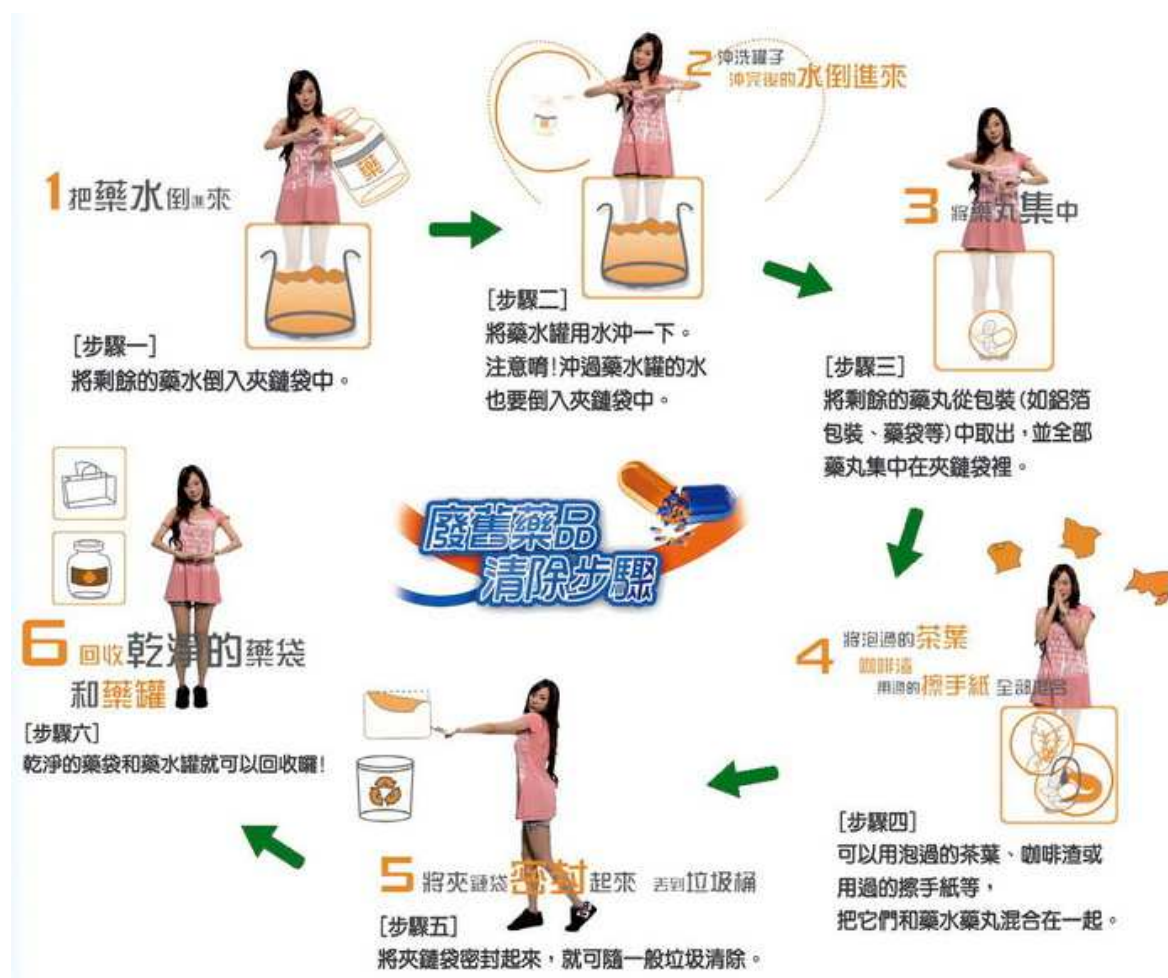 1 把藥水倒進來
[步驟一]
將剩餘的藥水倒入夾鏈袋中。
2 沖洗罐子
沖完後的水倒進來
[步驟二]
將藥水罐用水沖一下。
注意唷!沖過藥水罐的水
也要倒入夾鏈袋中。
3 將藥丸集中
[步驟三]
將剩餘的藥丸從包裝(如鋁箔
包裝、藥袋等)中取出,並全部
藥丸集中在夾鏈袋裡。
4 將泡過的茶葉
咖啡渣
用過的擦手紙 全部混合
[步驟四]
可以用泡過的茶葉、咖啡渣或
用過的擦手紙等,
把它們和藥水藥丸混合在一起。
5 將夾鏈袋密封起來 丟到垃圾桶
[步驟五]
將夾鏈袋密封起來,就可隨一般垃圾清除。
6 回收乾淨的藥袋
和藥罐
[步驟六]
乾淨的藥袋和藥水罐就可以回收囉!
廢舊藥品
清除步驟
藥